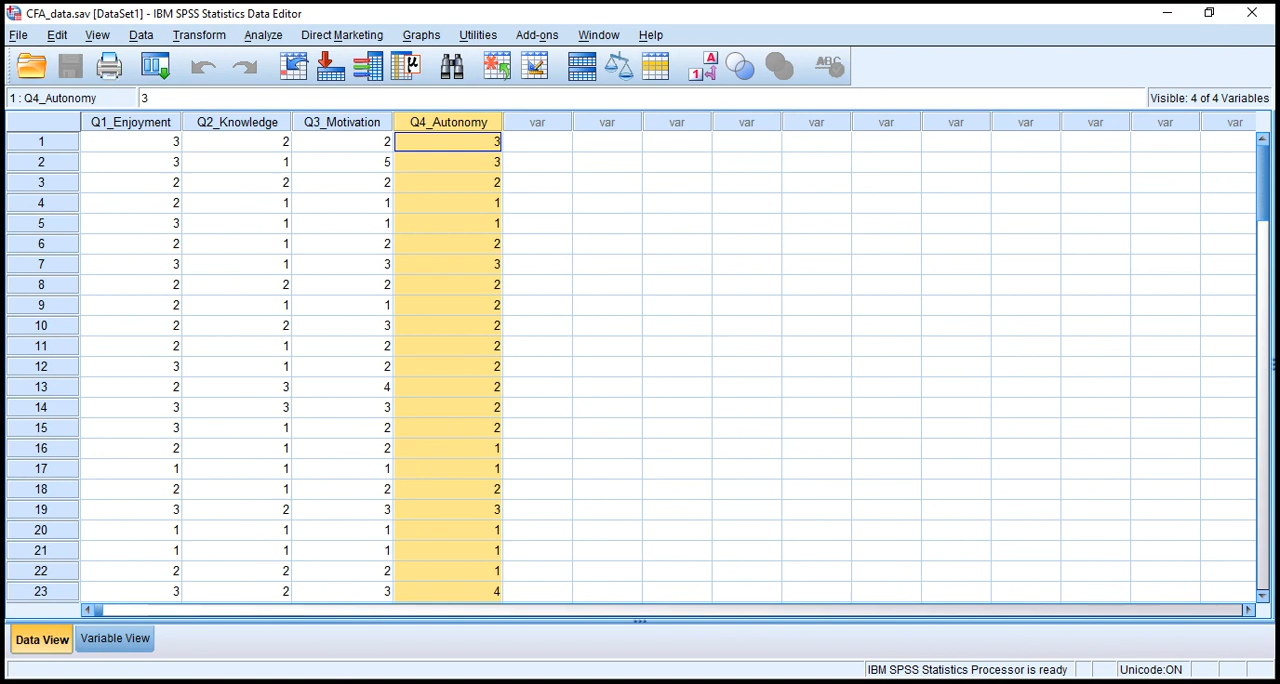 CFA_data.sav [DataSet1] - IBM SPSS Statistics Data Editor
File Edit View Data Transform Analyze Direct Marketing Graphs Utilities Add-ons Window Help
1 : Q4_Autonomy 3 Visible: 4 of 4 Variables
Q1_Enjoyment Q2_Knowledge Q3_Motivation Q4_Autonomy var var var var var var var var var var var
1 3 2 2 3
2 3 1 5 3
3 2 2 2 2
4 2 1 1 1
5 3 1 1 1
6 2 1 2 2
7 3 1 3 3
8 2 2 2 2
9 2 1 1 2
10 2 2 3 2
11 2 1 2 2
12 3 1 2 2
13 2 3 4 2
14 3 3 3 2
15 3 1 2 2
16 2 1 2 1
17 1 1 1 1
18 2 1 2 2
19 3 2 3 3
20 1 1 1 1
21 1 1 1 1
22 2 2 2 1
23 3 2 3 4
Data View Variable View
IBM SPSS Statistics Processor is ready Unicode:ON